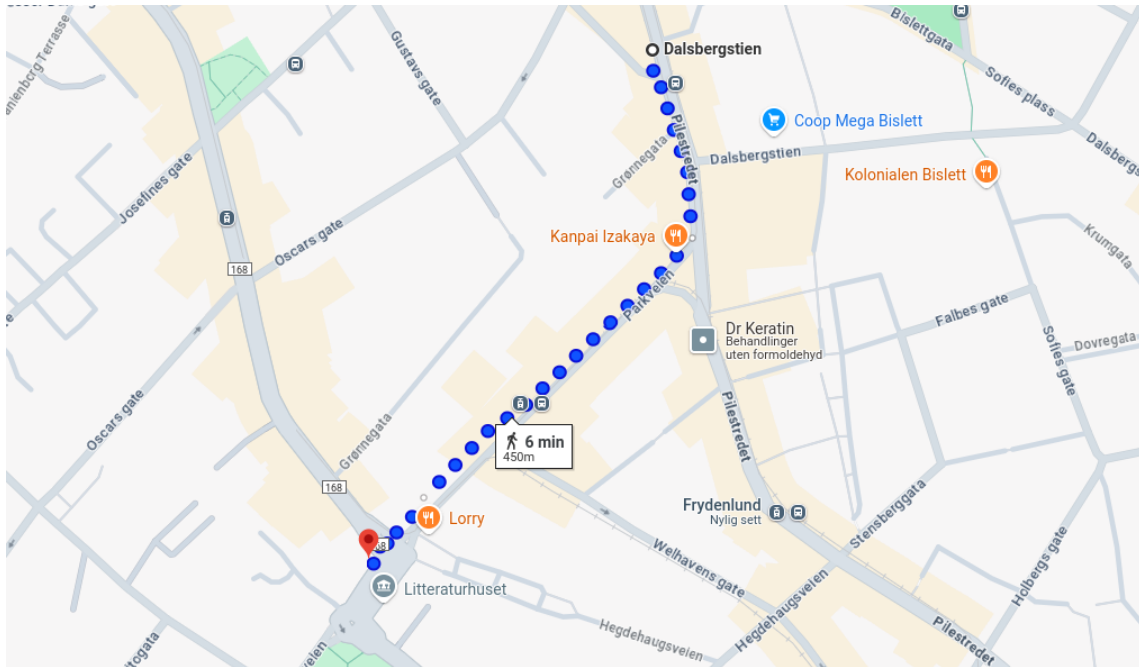 Bislettgata
Gustavs gate
Sofies plass
Dalsbergstien
Pilestredet
Coop Mega Bislett
Grønnegata
Dalsbergstien
Kolonialen Bislett
Josefines gate
Oscars gate
Kanpai Izakaya
Krumgata
168
Parkveien
Falbes gate
Dr Keratin
Behandlinger
uten formoldehyd
Sofies gate
Dovregata
Oscars gate
Pilestredet
Grønnegata
6 min
450m
168
Frydenlund
Nylig sett
Stensberggata
Lorry
Holbergs gate
Welhavens gate
Litteraturhuset
Hegdehaugsveien
Hegdehaugsveien
Pilestredet